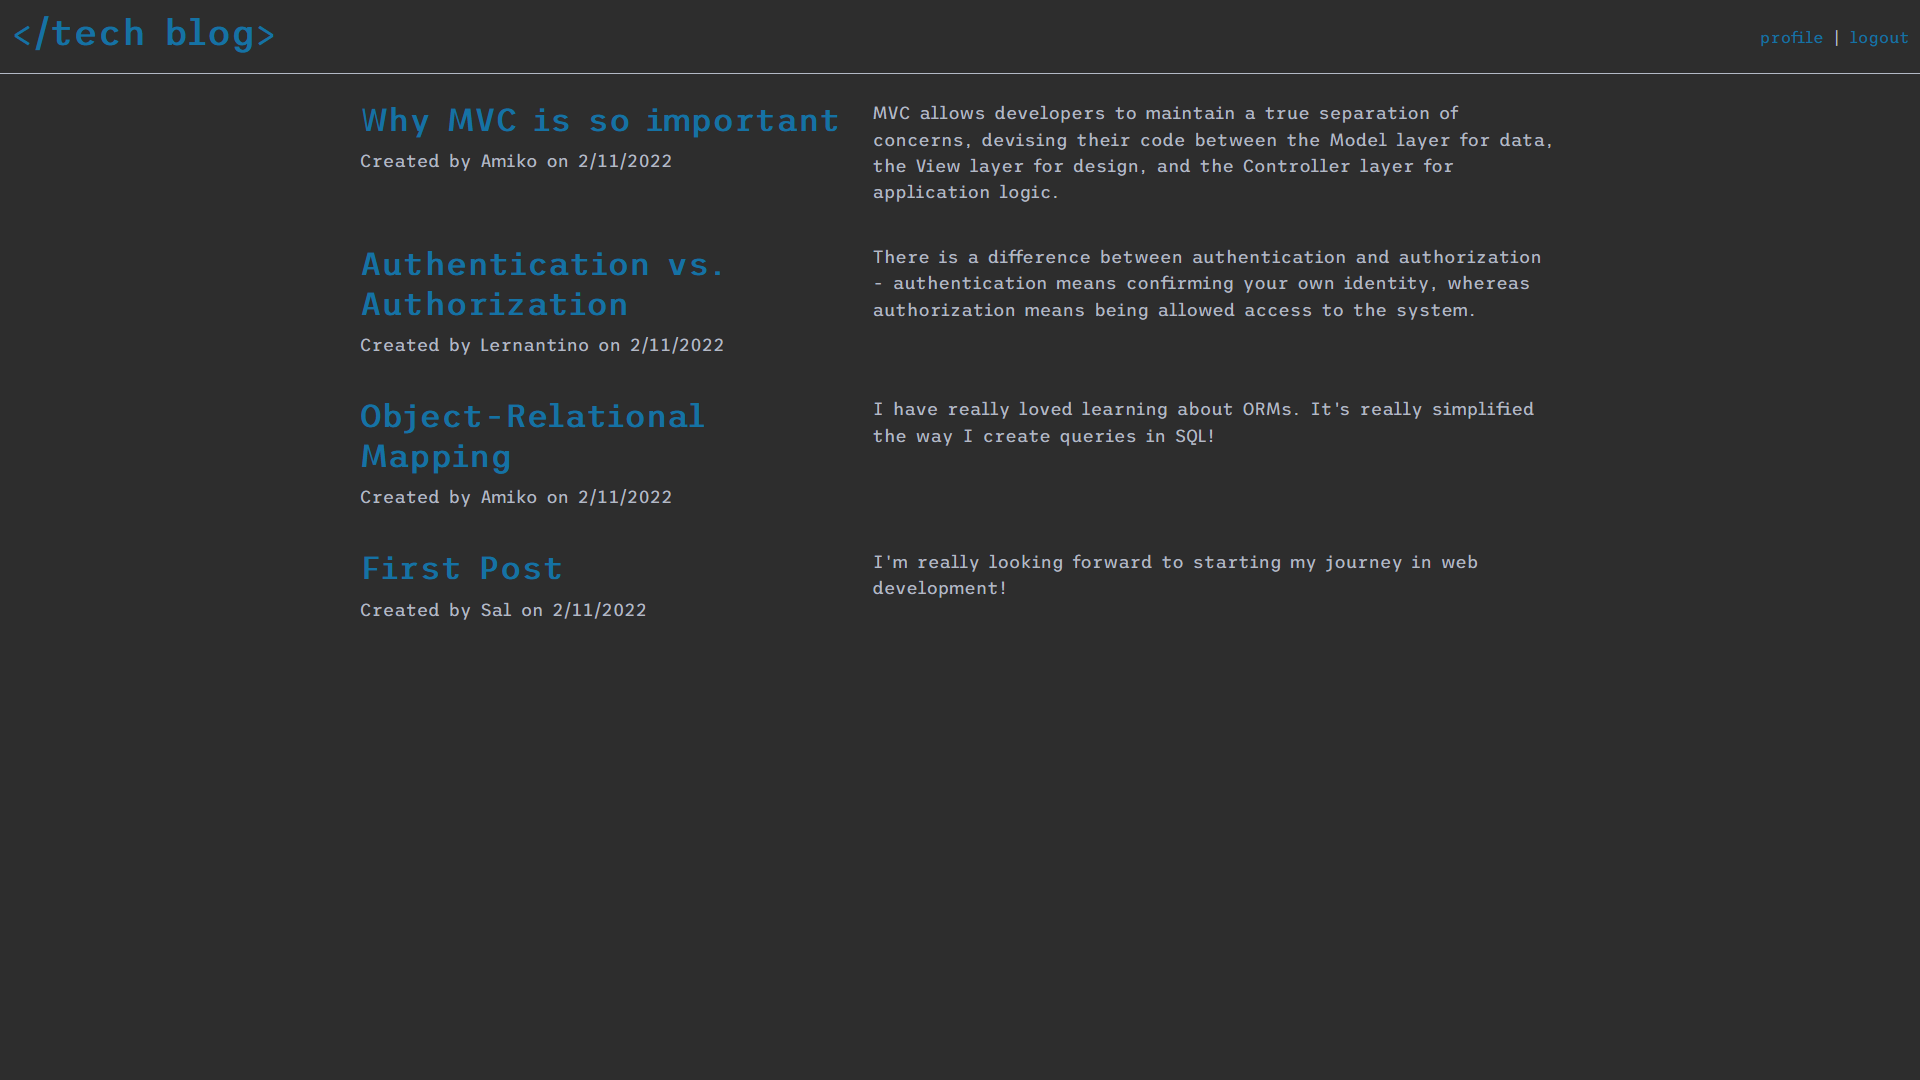 </tech blog>
profile | logout
Why MVC is so important
Created by Amiko on 2/11/2022
MVC allows developers to maintain a true separation of
concerns, devising their code between the Model layer for data,
the View layer for design, and the Controller layer for
application logic.
Authentication vs.
Authorization
Created by Lernantino on 2/11/2022
There is a difference between authentication and authorization
- authentication means confirming your own identity, whereas
authorization means being allowed access to the system.
Object-Relational
Mapping
Created by Amiko on 2/11/2022
I have really loved learning about ORMs. It's really simplified
the way I create queries in SQL!
First Post
Created by Sal on 2/11/2022
I'm really looking forward to starting my journey in web
development!